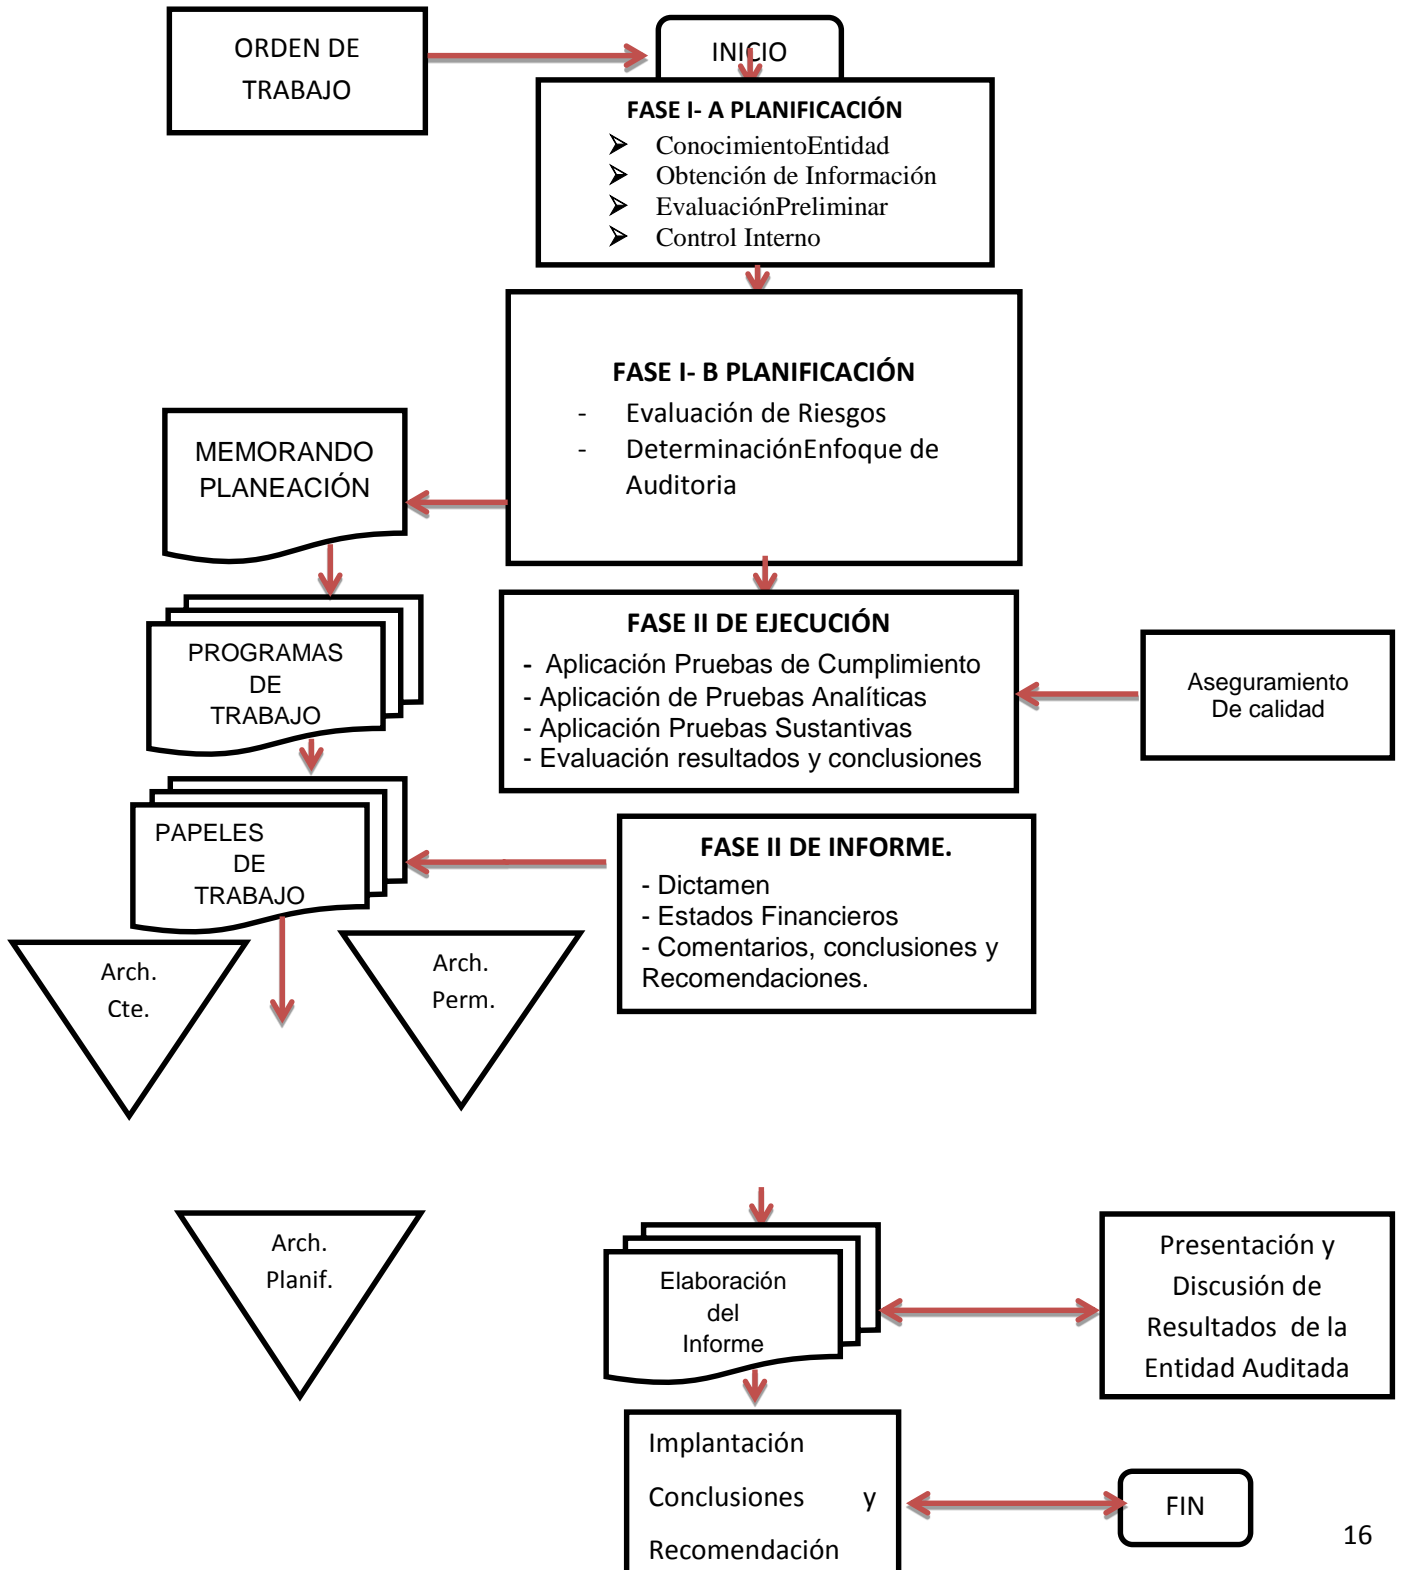 ORDEN DE
TRABAJO
INICIO
FASE I- A PLANIFICACIÓN
➢ ConocimientoEntidad
➢ Obtención de Información
➢ EvaluaciónPreliminar
➢ Control Interno
FASE I- B PLANIFICACIÓN
- Evaluación de Riesgos
- DeterminaciónEnfoque de
Auditoria
MEMORANDO
PLANEACIÓN
PROGRAMAS
DE
TRABAJO
FASE II DE EJECUCIÓN
- Aplicación Pruebas de Cumplimiento
- Aplicación de Pruebas Analíticas
- Aplicación Pruebas Sustantivas
- Evaluación resultados y conclusiones
Aseguramiento
De calidad
PAPELES
DE
TRABAJO
FASE II DE INFORME.
- Dictamen
- Estados Financieros
- Comentarios, conclusiones y
Recomendaciones.
Arch.
Cte.
Arch.
Perm.
Arch.
Planif.
Elaboración
del
Informe
Presentación y
Discusión de
Resultados de la
Entidad Auditada
Implantación
Conclusiones y
Recomendación
FIN
16